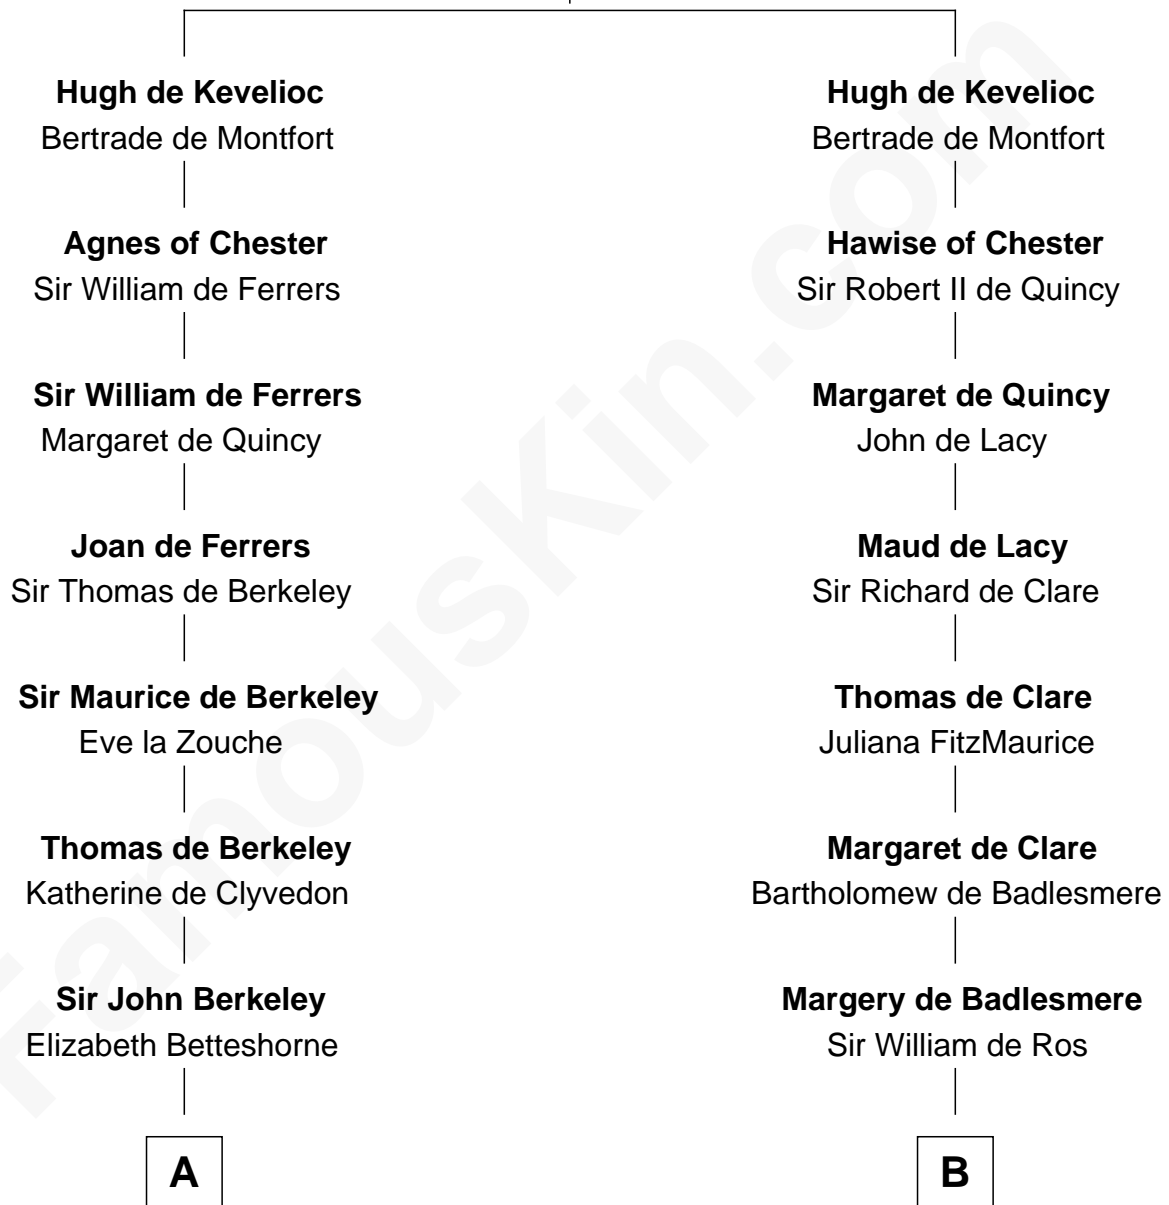 Hugh de Kevelioc
Bertrade de Montfort
Agnes of Chester
Sir William de Ferrers
Sir William de Ferrers
Margaret de Quincy
Joan de Ferrers
Sir Thomas de Berkeley
Sir Maurice de Berkeley
Eve la Zouche
Thomas de Berkeley
Katherine de Clyvedon
Sir John Berkeley
Elizabeth Betteshorne
A
Hugh de Kevelioc
Bertrade de Montfort
Hawise of Chester
Sir Robert II de Quincy
Margaret de Quincy
John de Lacy
Maud de Lacy
Sir Richard de Clare
Thomas de Clare
Juliana FitzMaurice
Margaret de Clare
Bartholomew de Badlesmere
Margery de Badlesmere
Sir William de Ros
B
FamousKin.com